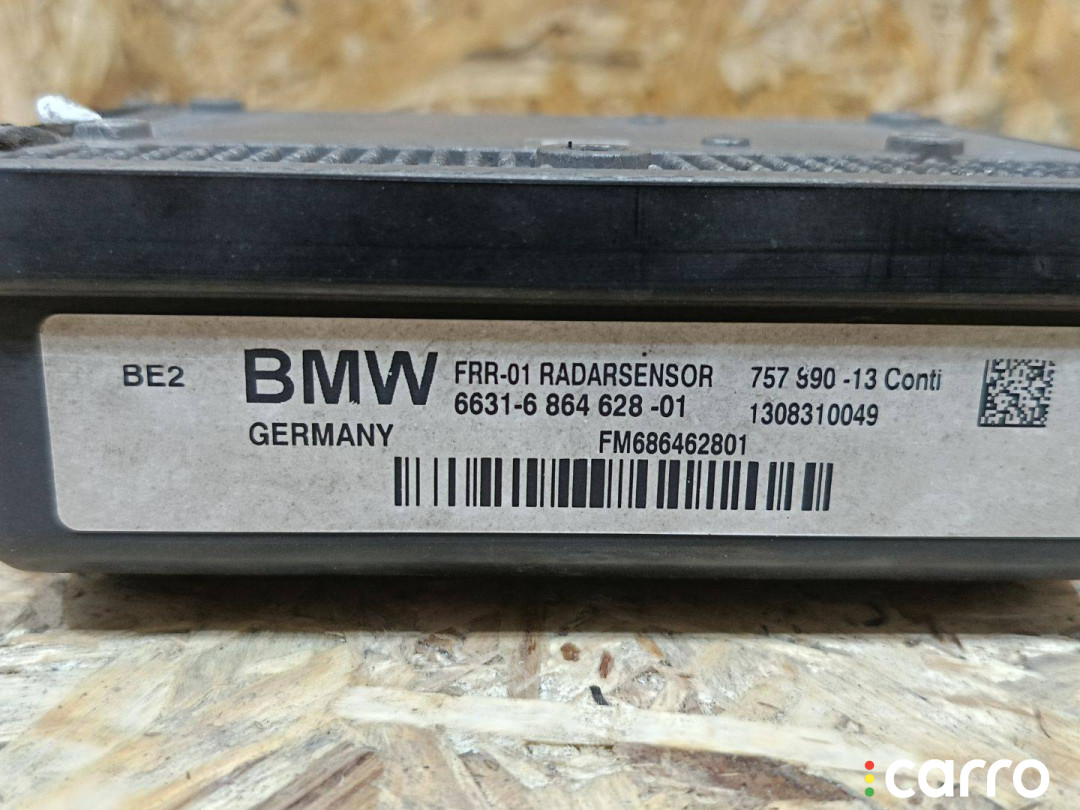 BE2
BMW
GERMANY
FRR-01 RADARSENSOR
6631-6 864 628 -01
FM686462801
757 990 -13 Conti
1308310049
carro